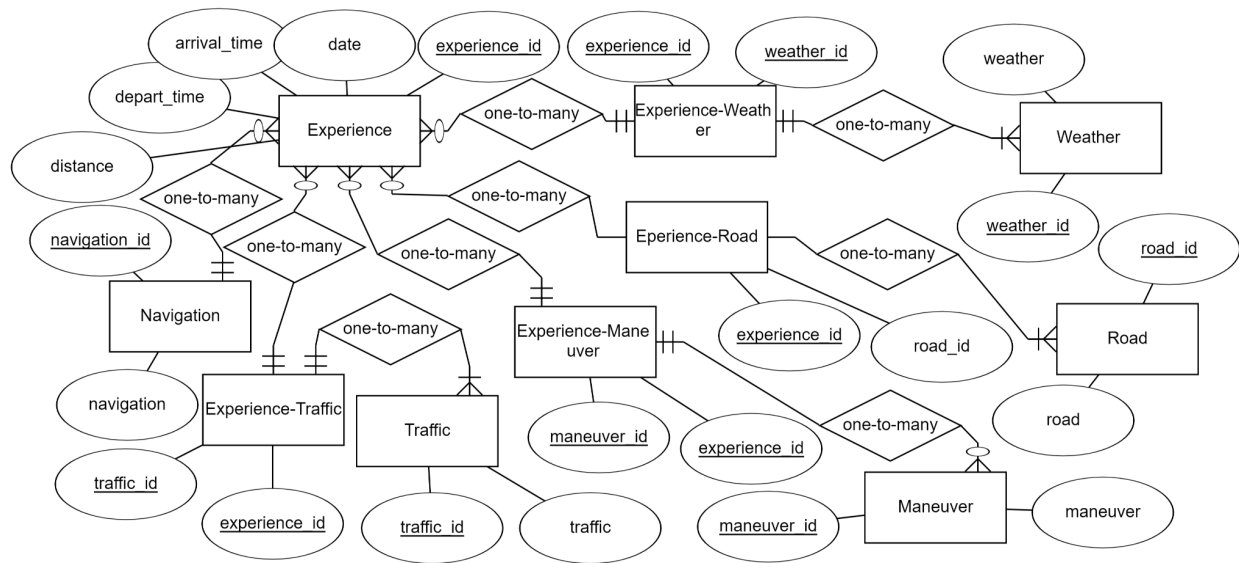 arrival_time
date
experience_id
experience_id
weather_id
weather
depart_time
Experience
one-to-many
Experience-Weath
er
one-to-many
Weather
distance
one-to-many
one-to-many
weather_id
navigation_id
one-to-many
one-to-many
Eperience-Road
one-to-many
road_id
Navigation
one-to-many
Experience-Mane
uver
experience_id
road_id
Road
navigation
Experience-Traffic
Traffic
maneuver_id
experience_id
one-to-many
road
traffic_id
experience_id
traffic_id
traffic
maneuver_id
Maneuver
maneuver